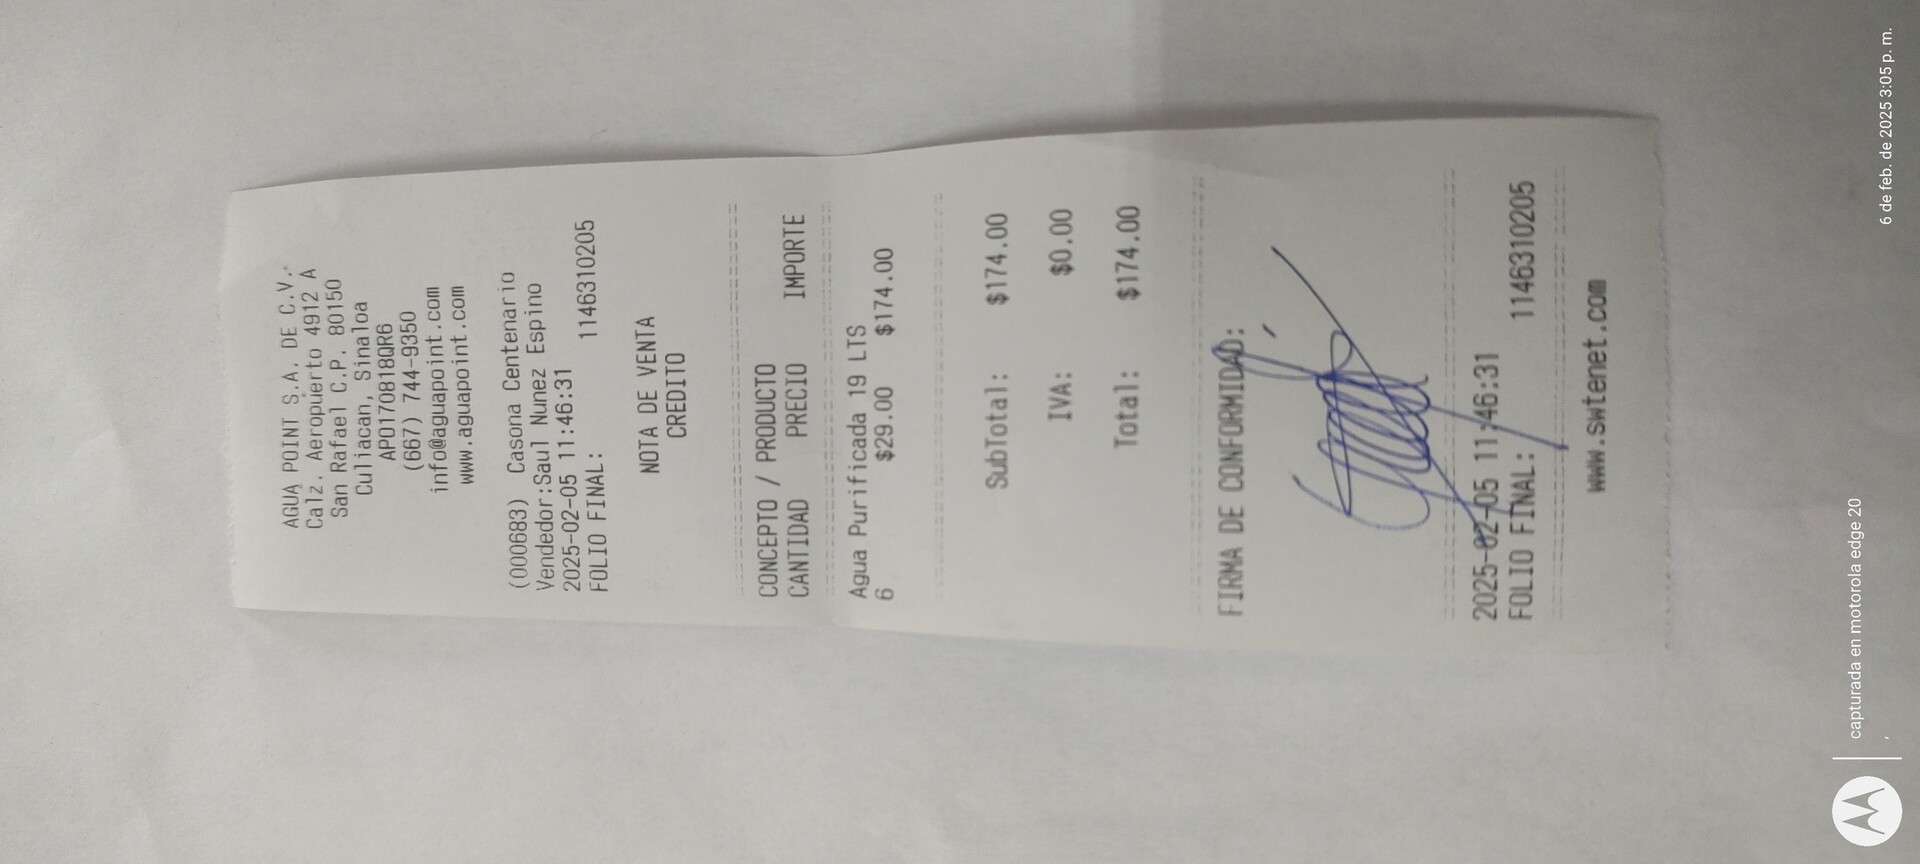 AGUA POINT S.A. DE C.V.
Calz. Aeropuerto 4912 A
San Rafael C.P. 80150
Culiacan, Sinaloa
APO170818QR6
(667) 744-9350
info@aguapoint.com
www.aguapoint.com
(000683) Casona Centenario
Vendedor:Saul Nunez Espino
2025-02-05 11:46:31
FOLIO FINAL: 1146310205
NOTA DE VENTA
CREDITO
CONCEPTO / PRODUCTO
CANTIDAD PRECIO IMPORTE
Agua Purificada 19 LTS
6 $29.00 $174.00
SubTotal: $174.00
IVA: $0.00
Total: $174.00
FIRMA DE CONFORMIDAD:
2025-02-05 11:46:31
FOLIO FINAL: 1146310205
www.swtenet.com
capturada en motorola edge 20
6 de feb. de 2025 3:05 p. m.